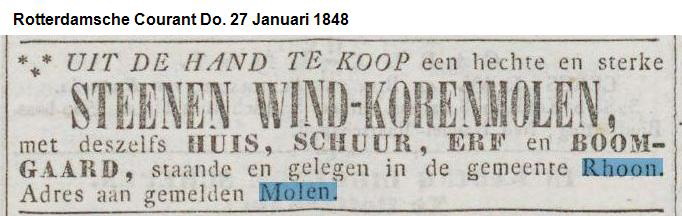 Rotterdamsche Courant Do. 27 Januari 1848
*** UIT DE HAND TE KOOP een hechte en sterke
STEENEN WIND-KORENMOLEN,
met deszelfs HUIS, SCHUUR, ERF en BOOM-
GAARD, staande en gelegen in de gemeente Rhoon.
Adres aan gemelden Molen.